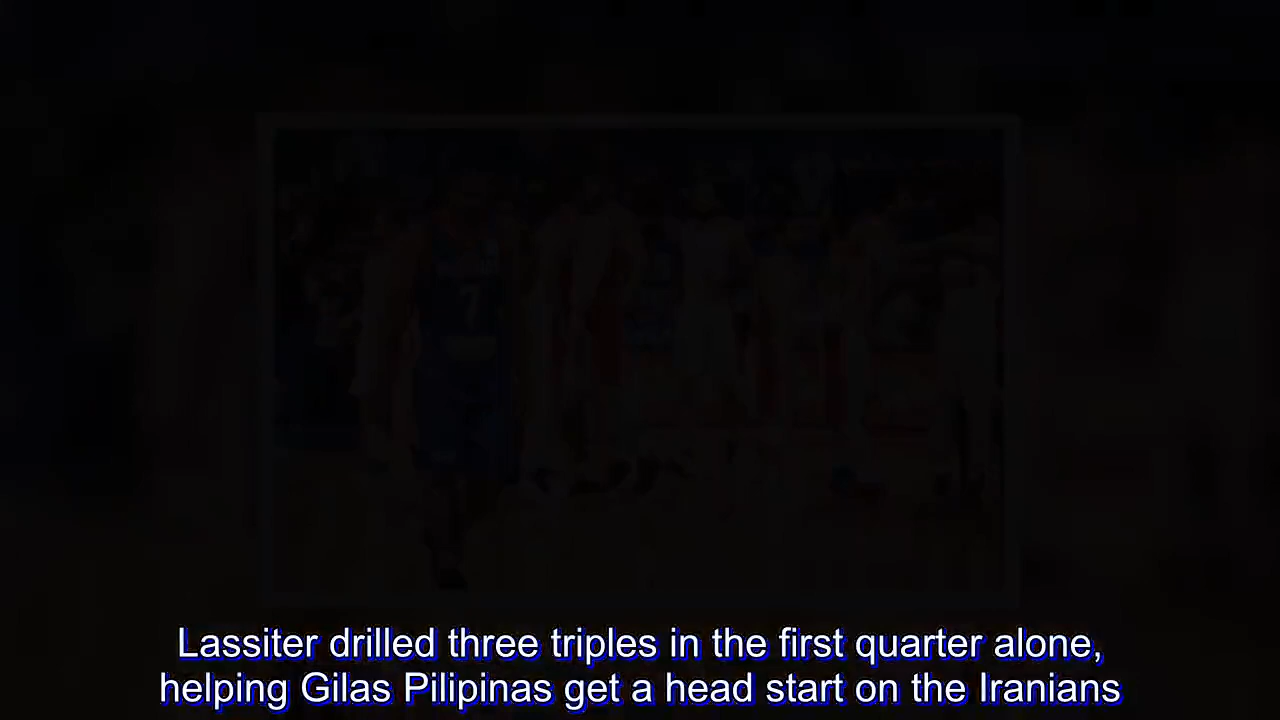 Lassiter drilled three triples in the first quarter alone,
helping Gilas Pilipinas get a head start on the Iranians